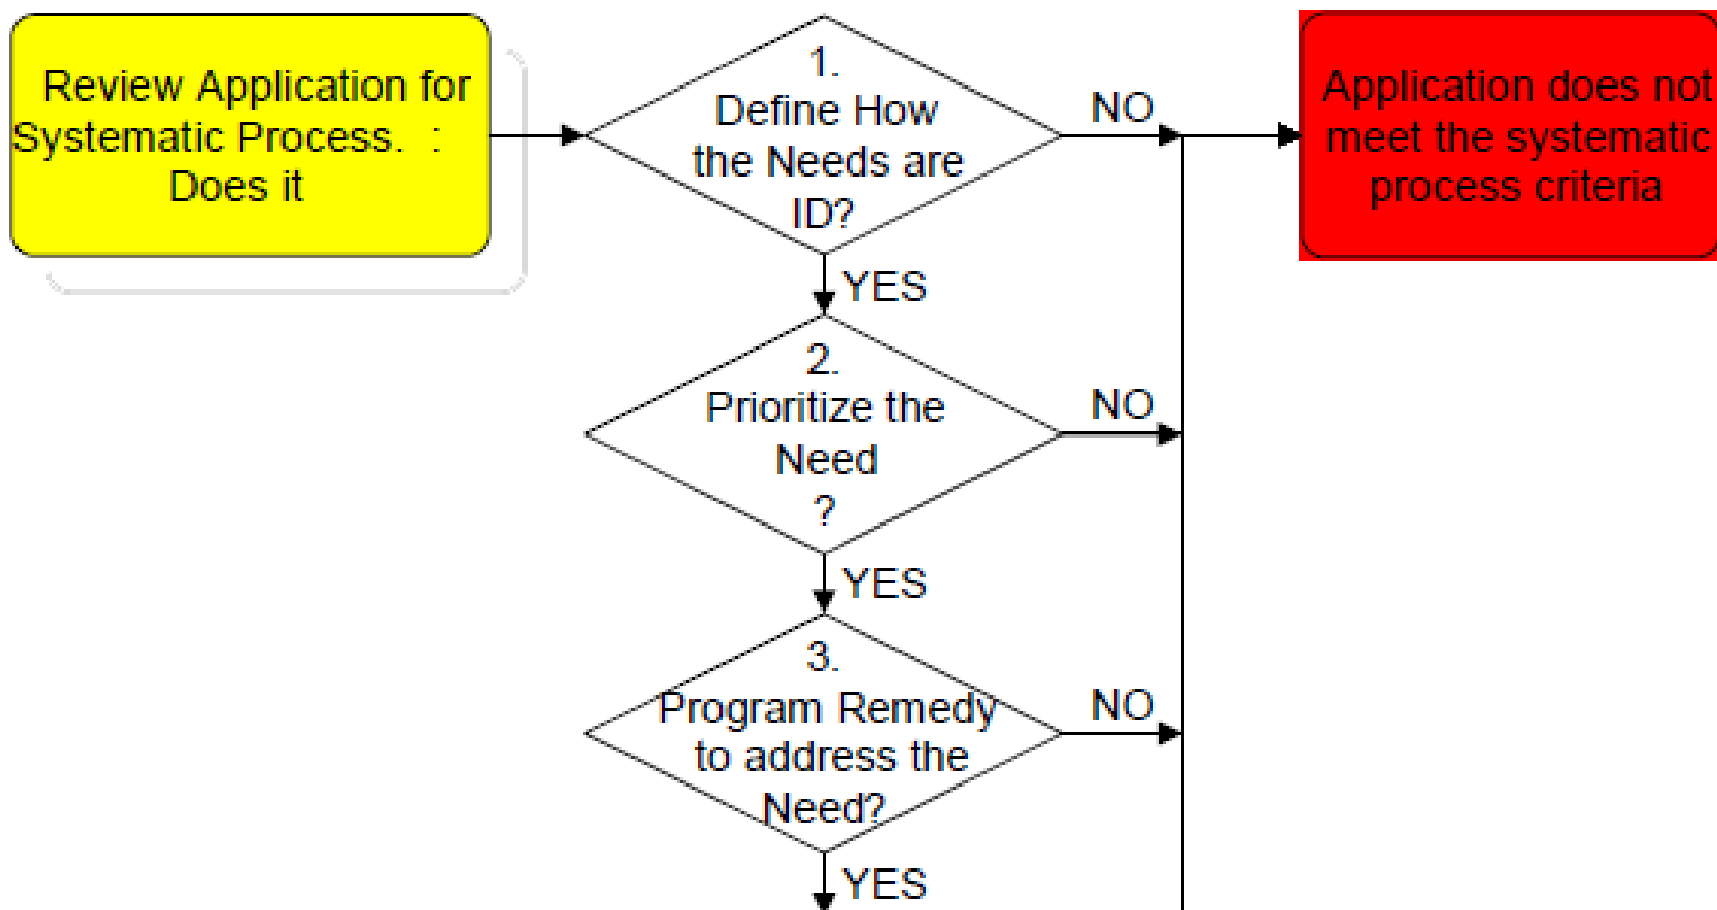 Review Application for
Systematic Process.  :
Does it
1.
Define How
the Needs are
ID?
NO
Application does not
meet the systematic
process criteria
YES
2.
Prioritize the
Need
?
NO
YES
3.
Program Remedy
to address the
Need?
NO
YES